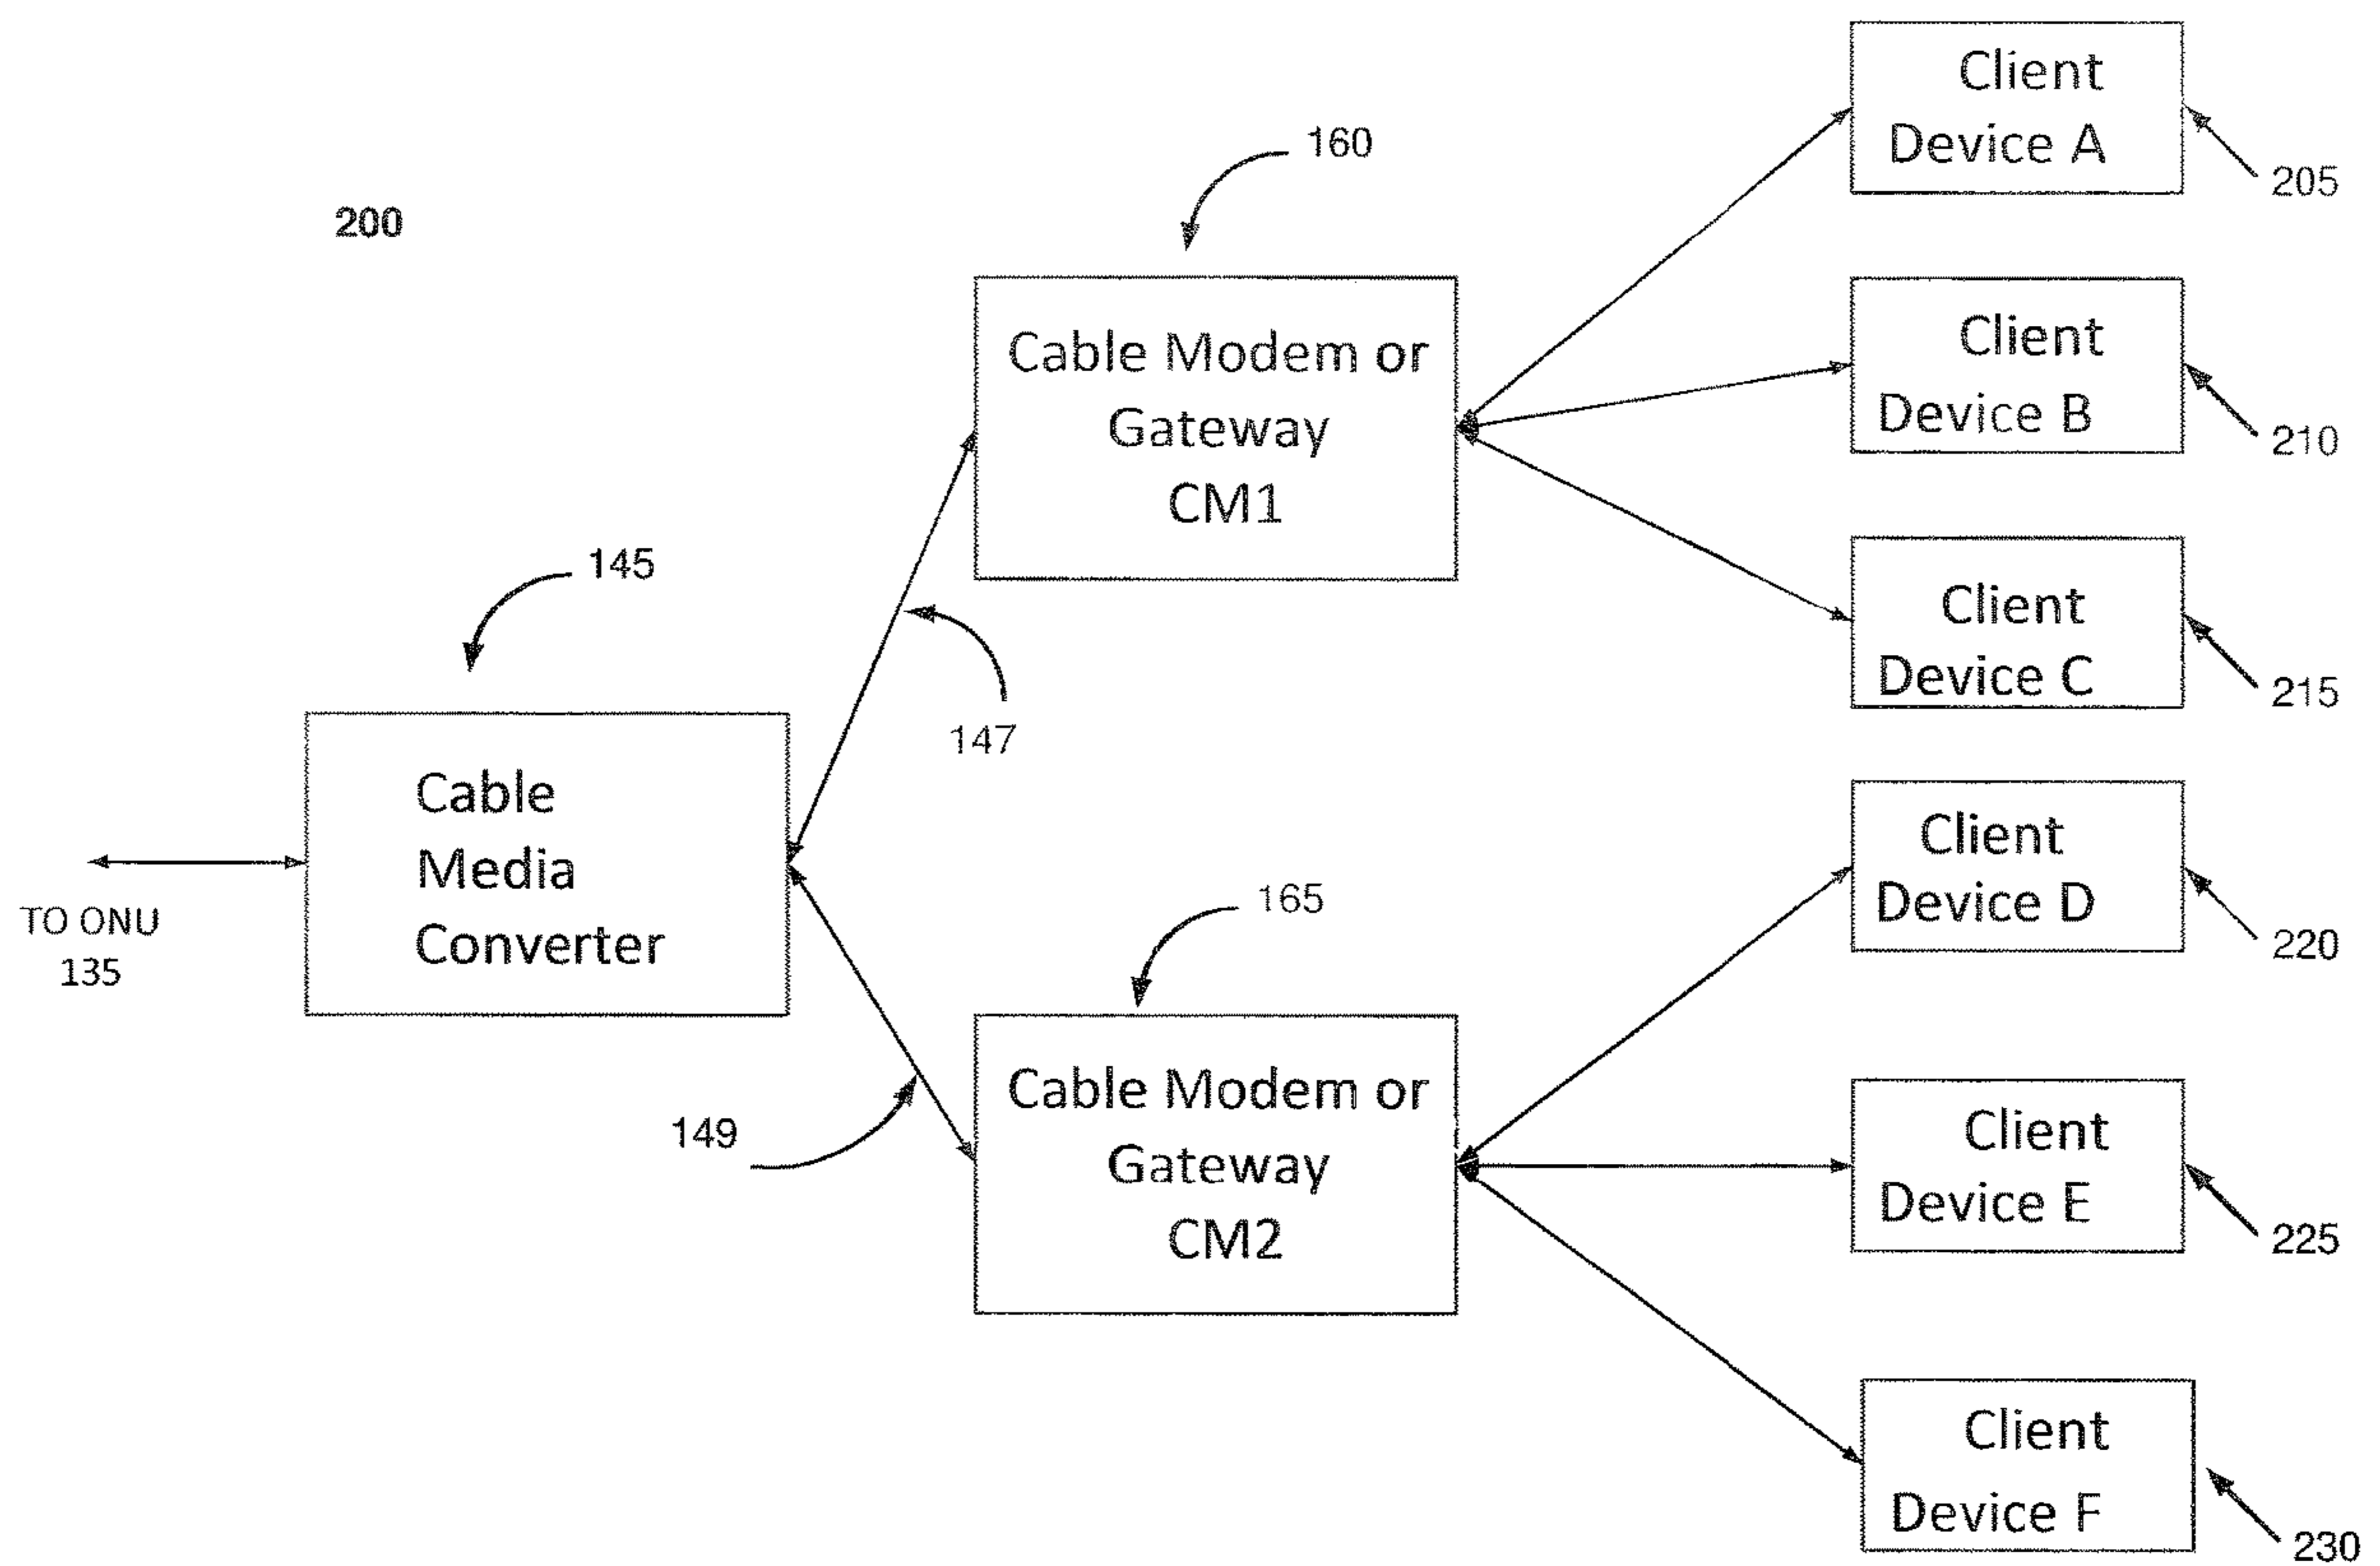 200
TO ONU
135
145
Cable
Media
Converter
147
149
160
Cable Modem or
Gateway
CM1
165
Cable Modem or
Gateway
CM2
Client
Device A
205
Client
Device B
210
Client
Device C
215
Client
Device D
220
Client
Device E
225
Client
Device F
230